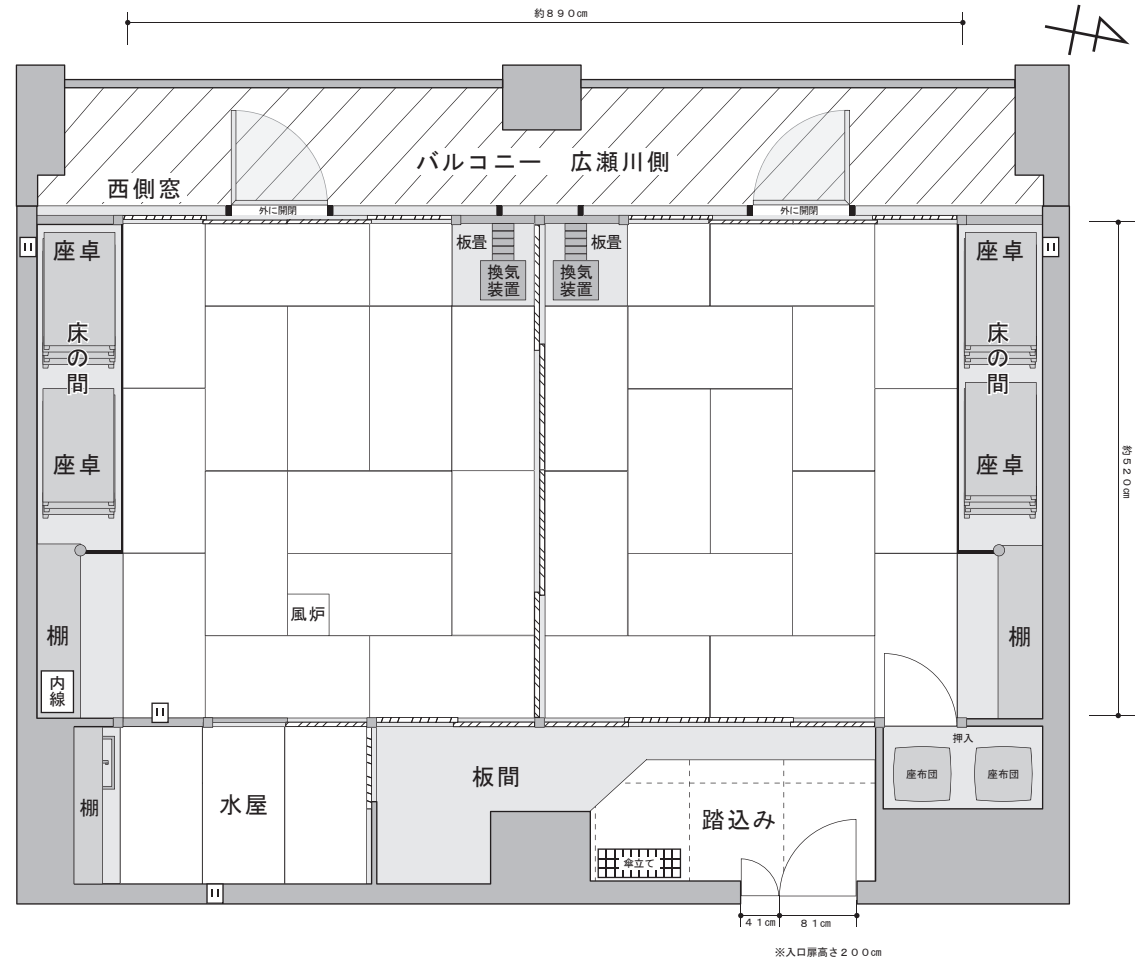 約８９０㎝
バルコニー　広瀬川側
西側窓
外に開閉
外に開閉
座卓
板畳
換気
装置
板畳
換気
装置
座卓
床の間
床の間
座卓
座卓
約５２０㎝
風炉
棚
棚
内線
押入
座布団
座布団
板間
水屋
棚
踏込み
傘立て
４１㎝
８１㎝
※入口扉高さ２００㎝